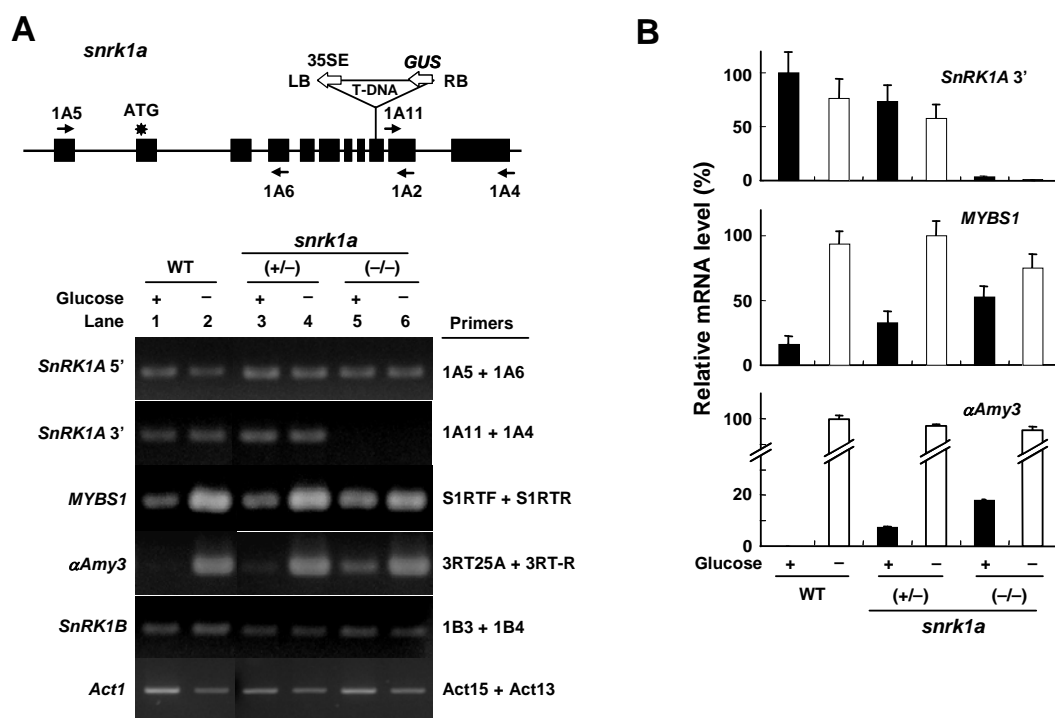 A
snrk1a
35SE
GUS
LB
T-DNA
RB
1A5
ATG
1A11
1A6
1A2
1A4
snrk1a
WT
(+/–)
(–/–)
Glucose + – + – + –
Lane 1 2 3 4 5 6 Primers
SnRK1A 5’ 1A5 + 1A6
SnRK1A 3’ 1A11 + 1A4
MYBS1 S1RTF + S1RTR
αAmy3 3RT25A + 3RT-R
SnRK1B 1B3 + 1B4
Act1 Act15 + Act13
B
Relative mRNA level (%)
SnRK1A 3’
100
50
0
MYBS1
100
50
0
αAmy3
100
20
0
Glucose + – + – + –
WT (+/–) (–/–)
snrk1a